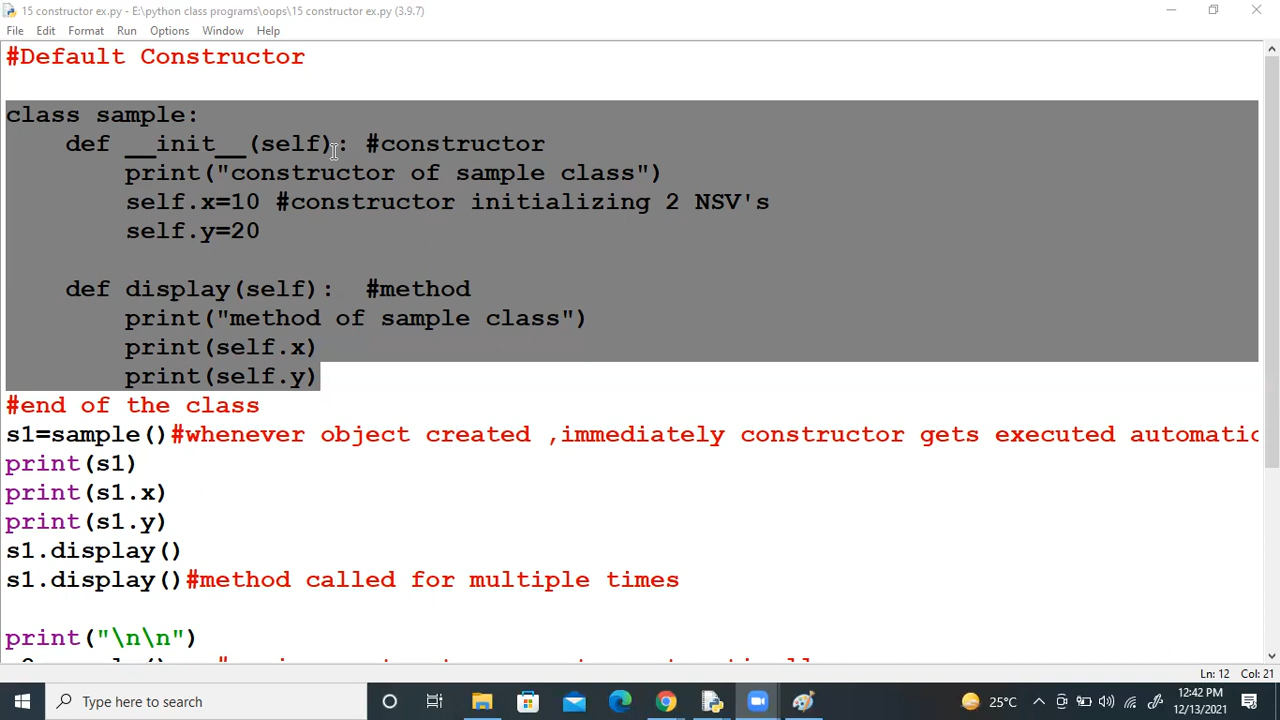 15 constructor ex.py - E:\python class programs\oops\15 constructor ex.py (3.9.7)
File Edit Format Run Options Window Help
#Default Constructor
class sample:
def __init__(self): #constructor
print("constructor of sample class")
self.x=10 #constructor initializing 2 NSV's
self.y=20
def display(self): #method
print("method of sample class")
print(self.x)
print(self.y)
#end of the class
s1=sample()#whenever object created ,immediately constructor gets executed automatic
print(s1)
print(s1.x)
print(s1.y)
s1.display()
s1.display()#method called for multiple times
print("\n\n")
Ln: 12 Col: 21
Type here to search
25°C
12:42 PM
12/13/2021